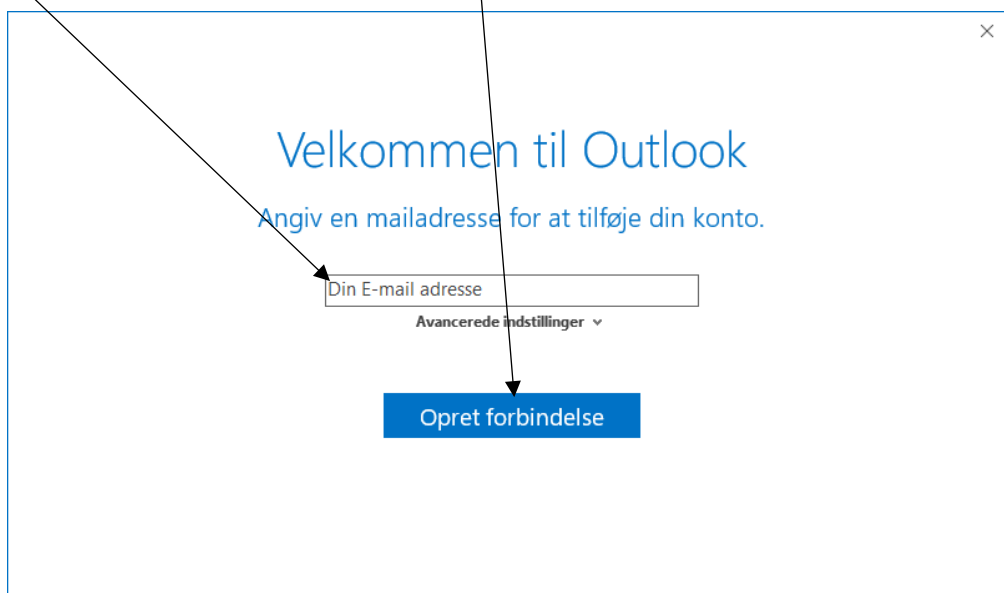 Velkommen til Outlook
Angiv en mailadresse for at tilføje din konto.
Din E-mail adresse
Avancerede indstillinger
Opret forbindelse